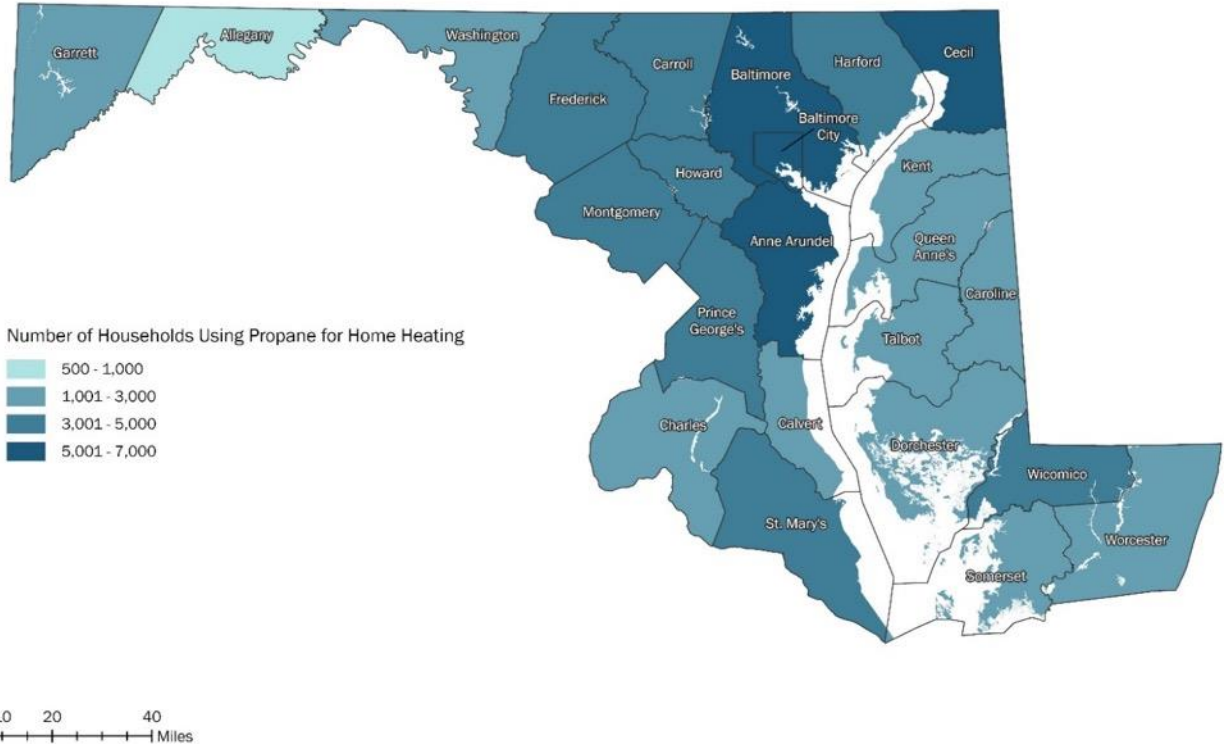 Garrett
Allegany
Washington
Frederick
Carroll
Baltimore
Harford
Cecil
Baltimore
City
Howard
Montgomery
Kent
Anne Arundel
Queen
Anne's
Caroline
Prince
George's
Talbot
Number of Households Using Propane for Home Heating
500 - 1,000
1,001 - 3,000
3,001 - 5,000
5,001 - 7,000
Charles
Calvert
Dorchester
Wicomico
St. Mary's
Worcester
Somerset
20 40
Miles